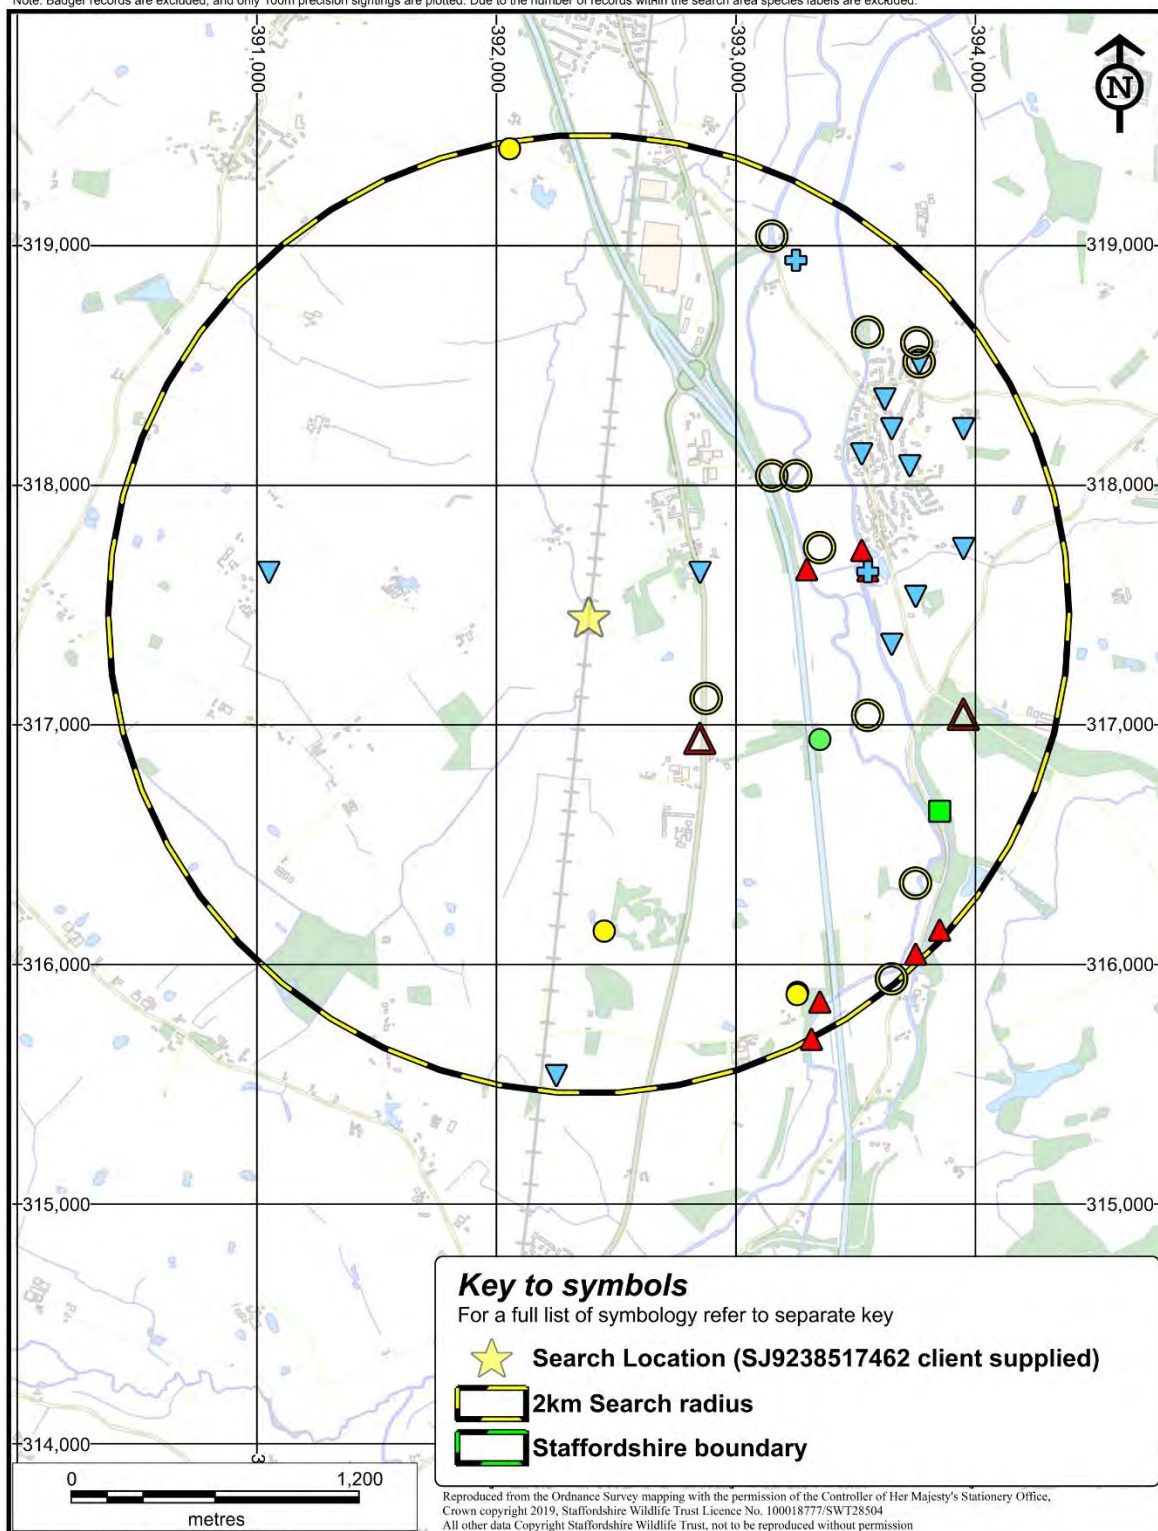 Note: Badger records are excluded, and only 100m precision sightings are plotted. Due to the number of records within the search area species labels are excluded.
391,000
392,000
393,000
394,000
N
319,000
319,000
318,000
318,000
317,000
317,000
316,000
316,000
315,000
315,000
314,000
3
Key to symbols
For a full list of symbology refer to separate key
Search Location (SJ9238517462 client supplied)
2km Search radius
Staffordshire boundary
0 1,200
metres
Reproduced from the Ordnance Survey mapping with the permission of the Controller of Her Majesty's Stationery Office,
Crown copyright 2019, Staffordshire Wildlife Trust Licence No. 100018777/SWT28504
All other data Copyright Staffordshire Wildlife Trust, not to be reproduced without permission